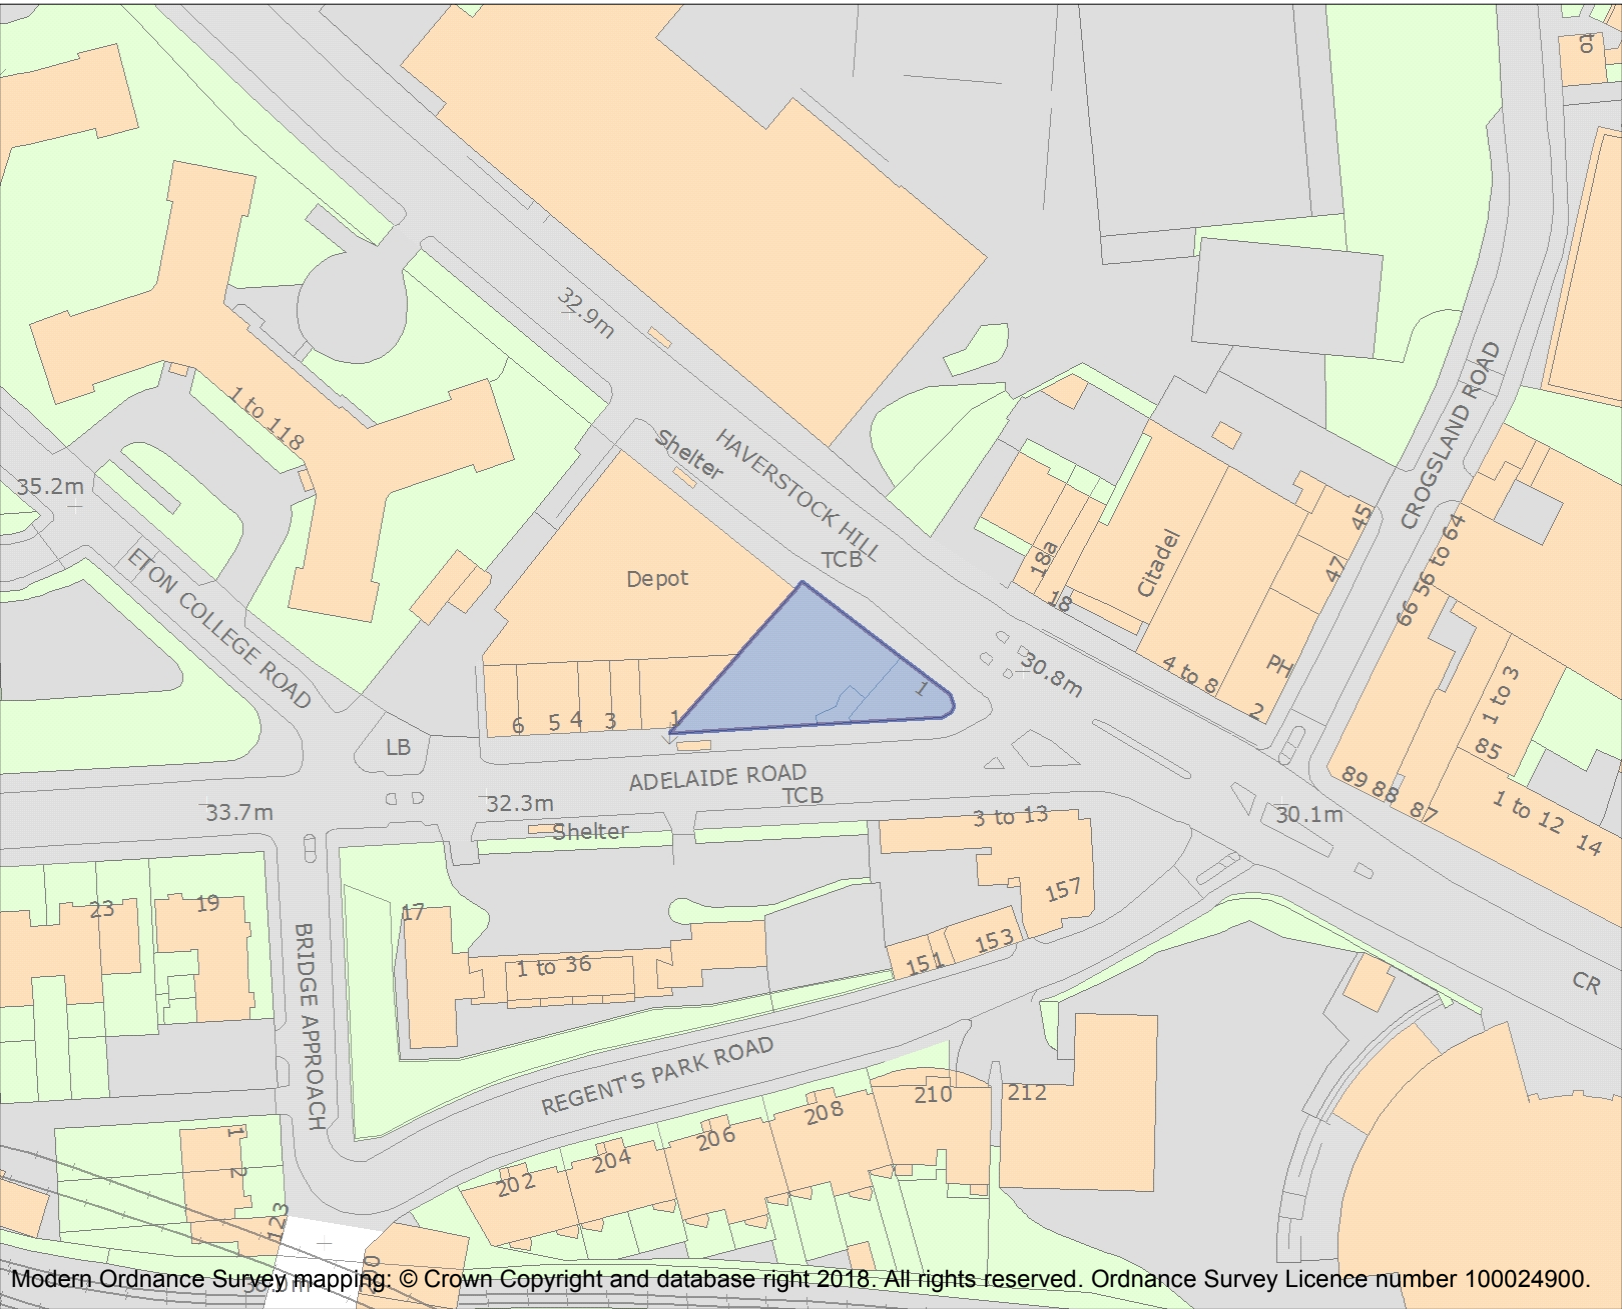 to
32.9m
1 to 118
HAVERSTOCK HILL
Shelter
CROGSLAND ROAD
35.2m
TCB
Depot
ETON COLLEGE ROAD
18a
18
Citadel
45
47
56 to 64
66
30.8m
4 to 8
PH
2
1 to 3
85
1
6
5
4
3
1
LB
ADELAIDE ROAD
TCB
32.3m
33.7m
Shelter
3 to 13
30.1m
89
88
87
1 to 12
14
157
23
19
17
153
151
1 to 36
BRIDGE APPROACH
CR
REGENT'S PARK ROAD
210
212
208
206
204
202
1
2
123
Modern Ordnance Survey mapping: © Crown Copyright and database right 2018. All rights reserved. Ordnance Survey Licence number 100024900.